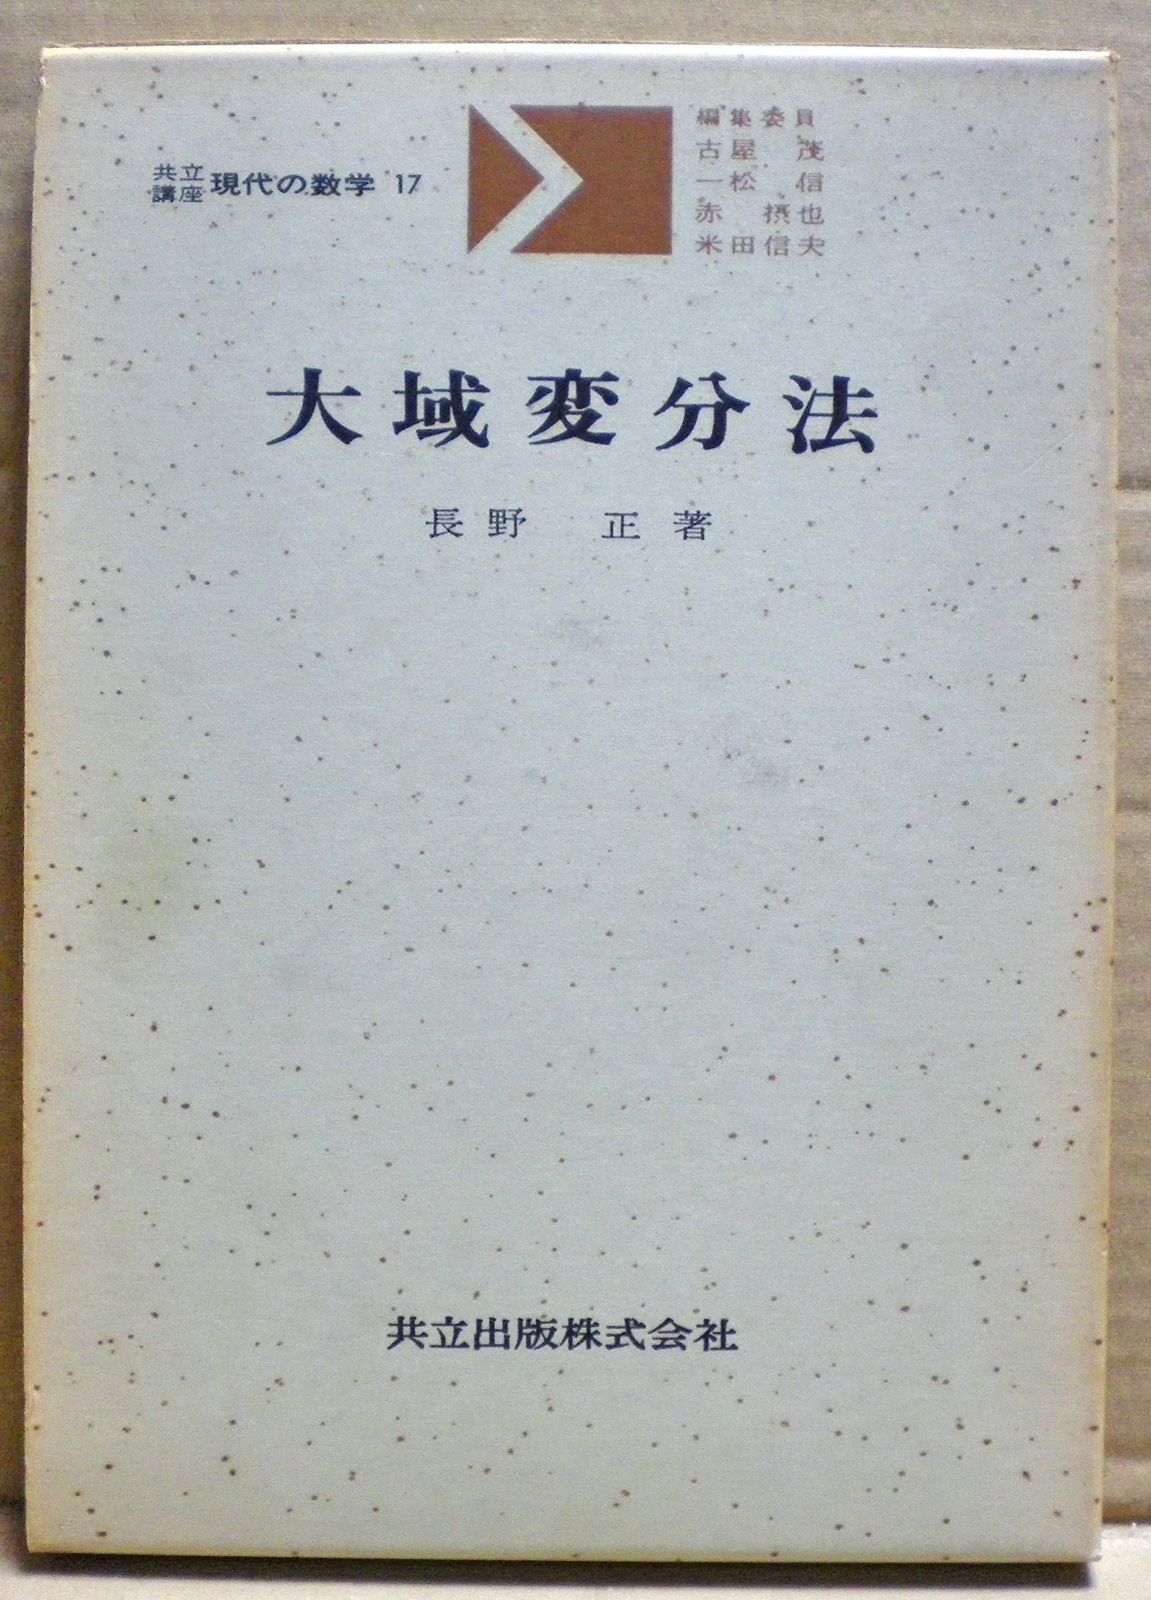 共立講座 現代の数学 17
編集委員
古屋 茂
一松 信
赤 摂也
米田信夫
大域変分法
長野 正著
共立出版株式会社